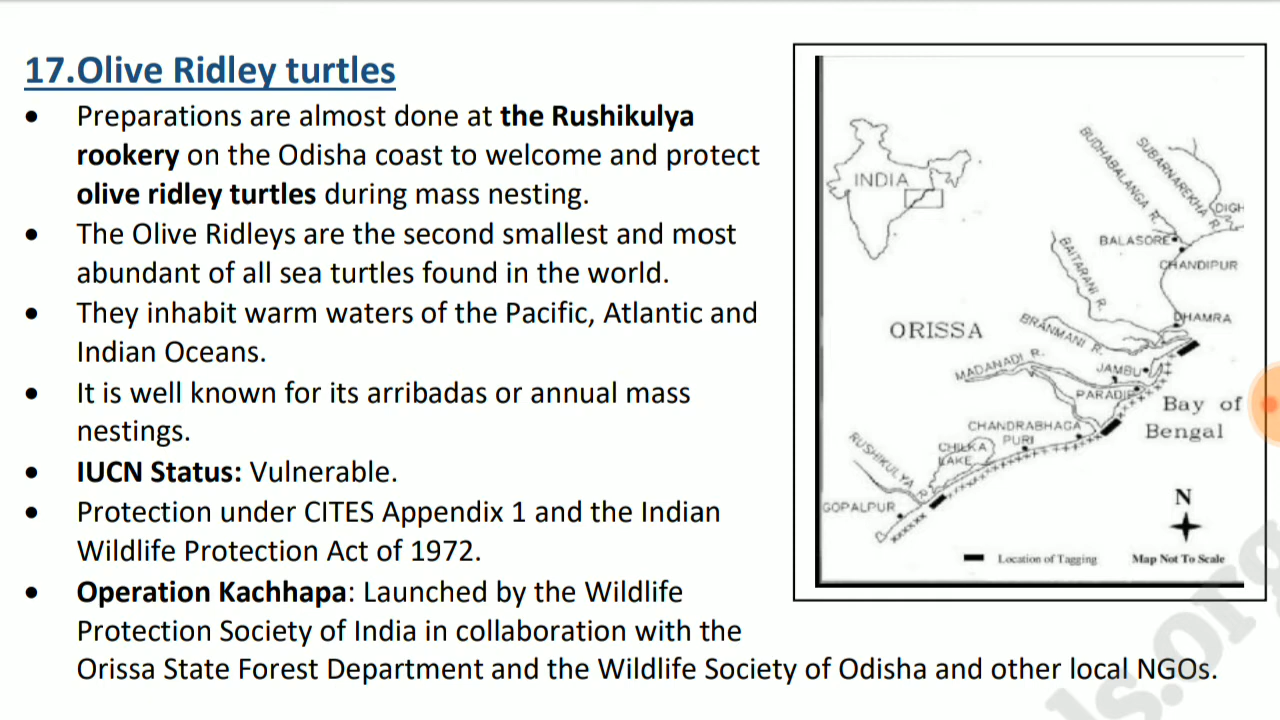 17.Olive Ridley turtles
• Preparations are almost done at the Rushikulya
rookery on the Odisha coast to welcome and protect
olive ridley turtles during mass nesting.
• The Olive Ridleys are the second smallest and most
abundant of all sea turtles found in the world.
• They inhabit warm waters of the Pacific, Atlantic and
Indian Oceans.
• It is well known for its arribadas or annual mass
nestings.
• IUCN Status: Vulnerable.
• Protection under CITES Appendix 1 and the Indian
Wildlife Protection Act of 1972.
• Operation Kachhapa: Launched by the Wildlife
Protection Society of India in collaboration with the
Orissa State Forest Department and the Wildlife Society of Odisha and other local NGOs.
INDIA
BUDHABALANGA R.
SUBARNAREKHA R.
DIGH
BALASORE
CHANDIPUR
BAITARANI R.
DHAMRA
ORISSA
BRANMANI R.
MADANADI R.
JAMBU
PARADIP
Bay of
Bengal
CHANDRABHAGA
PURI
CHILKA
LAKE
RUSHIKULYA R.
GOPALPUR
N
Location of Tagging
Map Not To Scale
ls.org